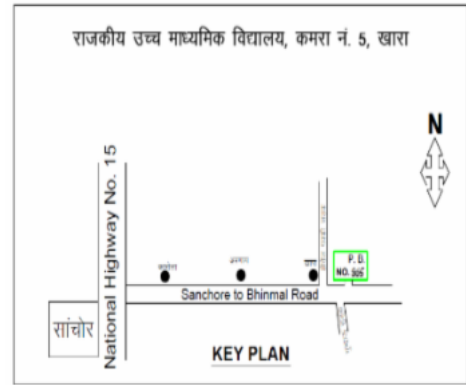 राजकीय उच्च माध्यमिक विद्यालय, कमरा नं. 5, खारा
N
National Highway No. 15
P. B.
NO.
Sanchore to Bhinmal Road
सांचोर
KEY PLAN